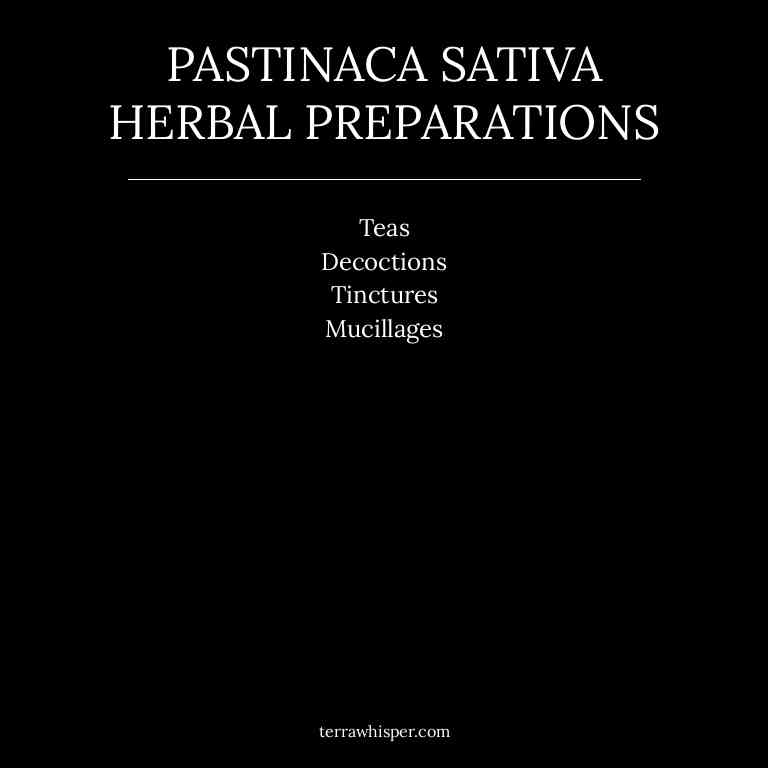 PASTINACA SATIVA
HERBAL PREPARATIONS
Teas
Decoctions
Tinctures
Mucillages
terrawhisper.com